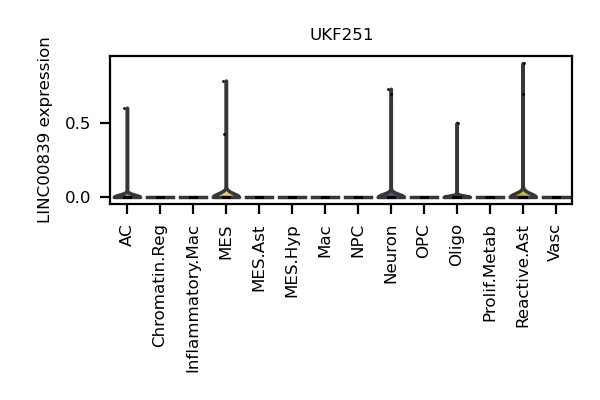 UKF251
LINC00839 expression
0.5
0.0
AC
Chromatin.Reg
Inflammatory.Mac
MES
MES.Ast
MES.Hyp
Mac
NPC
Neuron
OPC
Oligo
Prolif.Metab
Reactive.Ast
Vasc